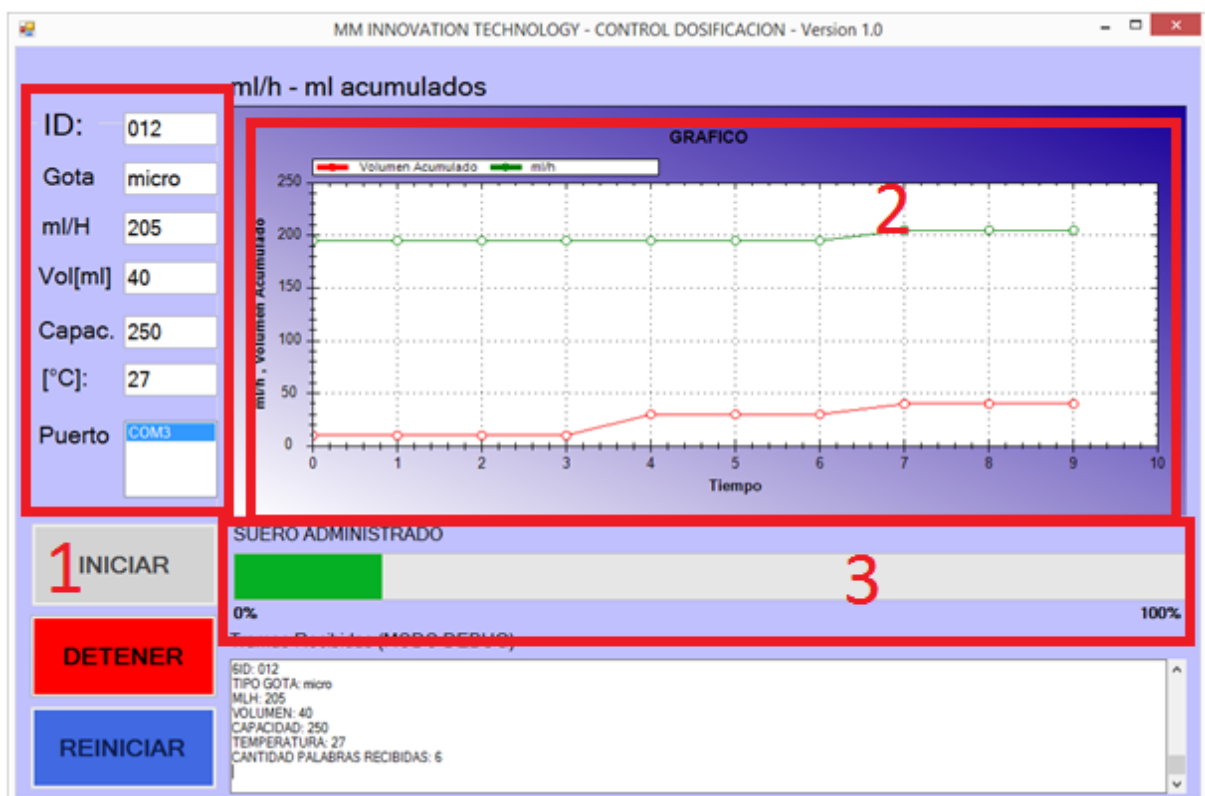 MM INNOVATION TECHNOLOGY - CONTROL DOSIFICACION - Version 1.0
ml/h - ml acumulados
ID: 012
Gota micro
ml/H 205
Vol[ml] 40
Capac. 250
[°C]: 27
Puerto COM3
1
INICIAR
DETENER
REINICIAR
GRAFICO
Volumen Acumulado ml/h
2
250
200
150
100
50
0
ml/h , Volumen Acumulado
0 1 2 3 4 5 6 7 8 9 10
Tiempo
SUERO ADMINISTRADO
3
0% 100%
Tramas Recibidas (MODO DEBUG)
6ID: 012
TIPO GOTA: micro
MLH: 205
VOLUMEN: 40
CAPACIDAD: 250
TEMPERATURA: 27
CANTIDAD PALABRAS RECIBIDAS: 6